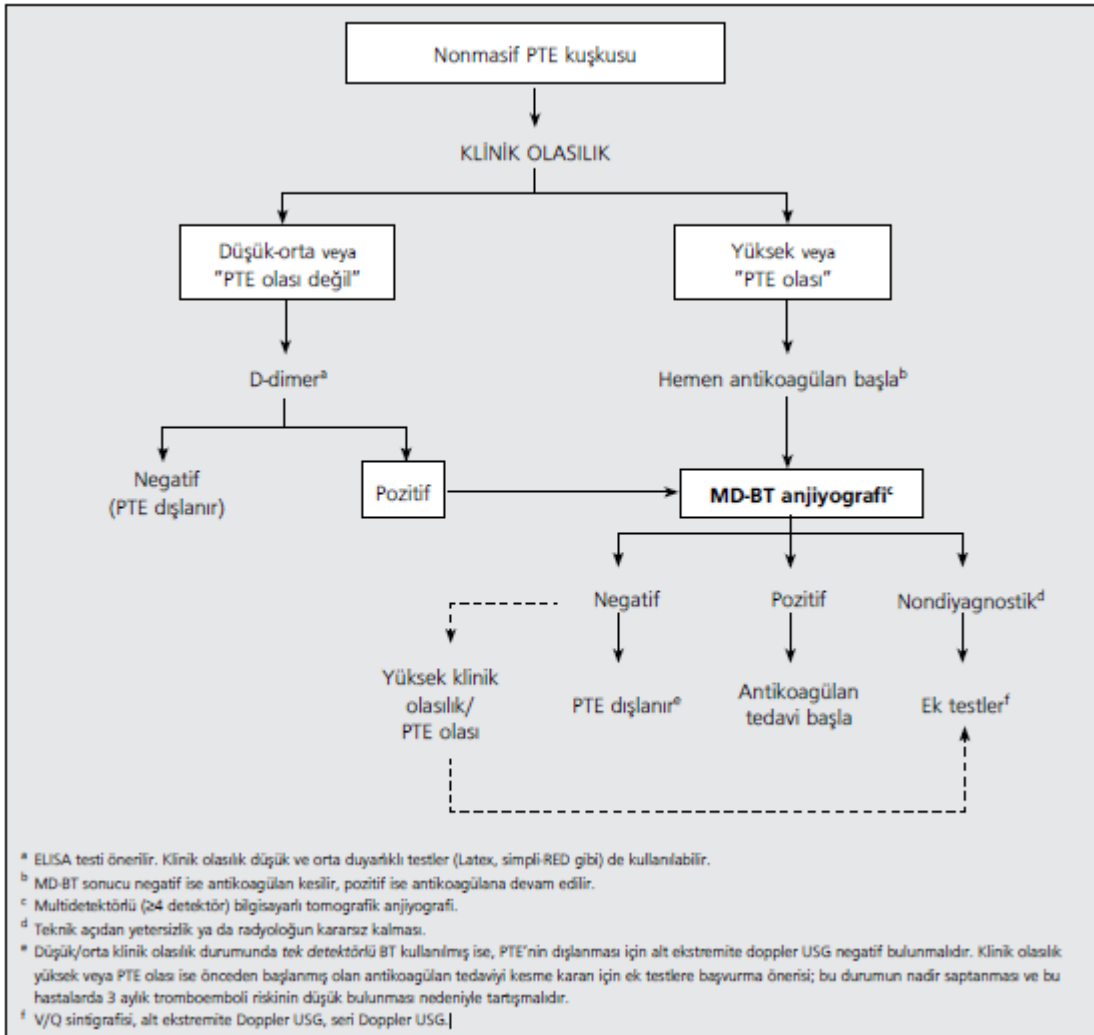 Nonmasif PTE kuşkusu
KLİNİK OLASILIK
Düşük-orta veya
"PTE olası değil"
Yüksek veya
"PTE olası"
D-dimerᵃ
Hemen antikoagülan başlaᵇ
Negatif
(PTE dışlanır)
Pozitif
MD-BT anjiyografiᶜ
Negatif
Pozitif
Nondiyagnostikᵈ
Yüksek klinik
olasılık/
PTE olası
PTE dışlanırᵉ
Antikoagülan
tedavi başla
Ek testlerᶠ
ᵃ ELISA testi önerilir. Klinik olasılık düşük ve orta duyarlıklı testler (Latex, simpli-RED gibi) de kullanılabilir.
ᵇ MD-BT sonucu negatif ise antikoagülan kesilir, pozitif ise antikoagülana devam edilir.
ᶜ Multidetektörlü (≥4 detektör) bilgisayarlı tomografik anjiyografi.
ᵈ Teknik açıdan yetersizlik ya da radyoloğun kararsız kalması.
ᵉ Düşük/orta klinik olasılık durumunda tek detektörlü BT kullanılmış ise, PTE'nin dışlanması için alt ekstremite doppler USG negatif bulunmalıdır. Klinik olasılık
yüksek veya PTE olası ise önceden başlanmış olan antikoagülan tedaviyi kesme kararı için ek testlere başvurma önerisi; bu durumun nadir saptanması ve bu
hastalarda 3 aylık tromboemboli riskinin düşük bulunması nedeniyle tartışmalıdır.
ᶠ V/Q sintigrafisi, alt ekstremite Doppler USG, seri Doppler USG.